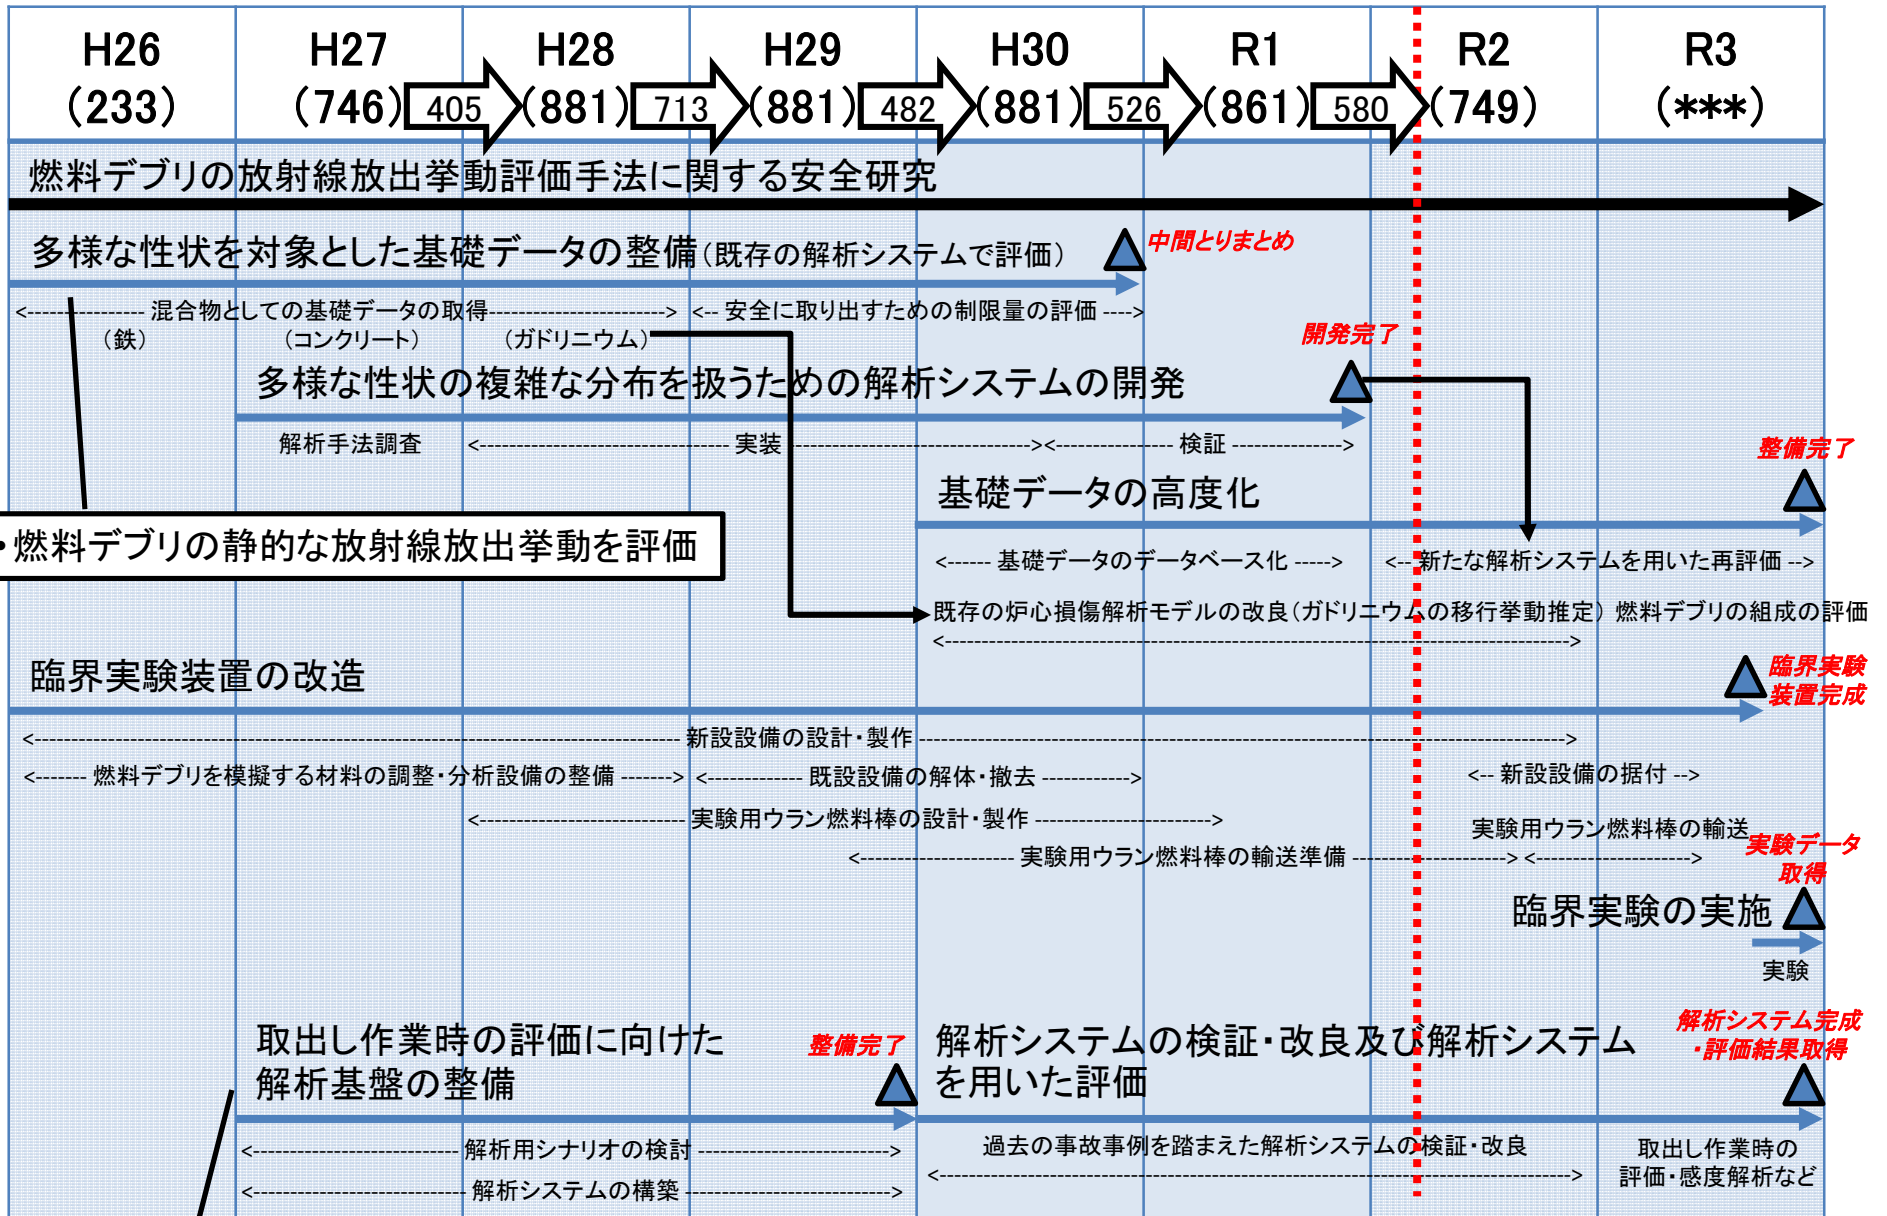 H26 H27 H28 H29 H30 R1 R2 R3
(233) (746) 405 (881) 713 (881) 482 (881) 526 (861) 580 (749) (***)
燃料デブリの放射線放出挙動評価手法に関する安全研究
多様な性状を対象とした基礎データの整備(既存の解析システムで評価)
中間とりまとめ
<---------------- 混合物としての基礎データの取得------------------------> <-- 安全に取り出すための制限量の評価 ---->
(鉄) (コンクリート) (ガドリニウム)
開発完了
多様な性状の複雑な分布を扱うための解析システムの開発
解析手法調査 <--------------------------------- 実装 --------------------------------><---------------- 検証 --------------->
整備完了
基礎データの高度化
・燃料デブリの静的な放射線放出挙動を評価
<------ 基礎データのデータベース化 -----> <-- 新たな解析システムを用いた再評価 -->
既存の炉心損傷解析モデルの改良(ガドリニウムの移行挙動推定) 燃料デブリの組成の評価
臨界実験装置の改造
臨界実験
装置完成
<---------------------------------------- 新設設備の設計・製作 ---------------------------------------->
<------- 燃料デブリを模擬する材料の調整・分析設備の整備 -------> <------------- 既設設備の解体・撤去 ------------> <-- 新設設備の据付 -->
<---------------------------- 実験用ウラン燃料棒の設計・製作 ------------------------>
実験用ウラン燃料棒の輸送
<--------------------- 実験用ウラン燃料棒の輸送準備 ----------------------> <--------------------->
実験データ
取得
臨界実験の実施
実験
取出し作業時の評価に向けた
解析基盤の整備
整備完了
解析システムの検証・改良及び解析システム
を用いた評価
解析システム完成
・評価結果取得
<---------------------------- 解析用シナリオの検討 -------------------------->
<----------------------------- 解析システムの構築 ---------------------------->
過去の事故事例を踏まえた解析システムの検証・改良
取出し作業時の
評価・感度解析など